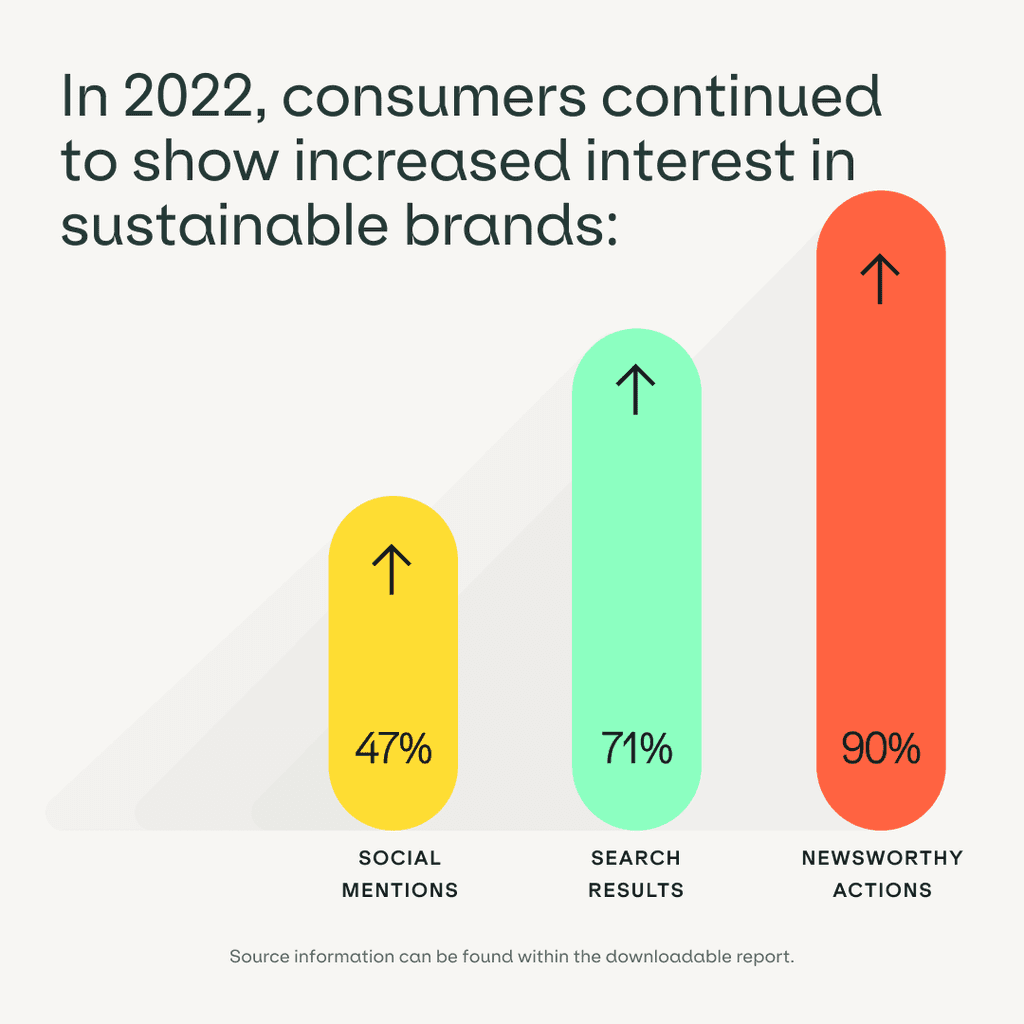 In 2022, consumers continued
to show increased interest in
sustainable brands:
47%
71%
90%
SOCIAL
MENTIONS
SEARCH
RESULTS
NEWSWORTHY
ACTIONS
Source information can be found within the downloadable report.